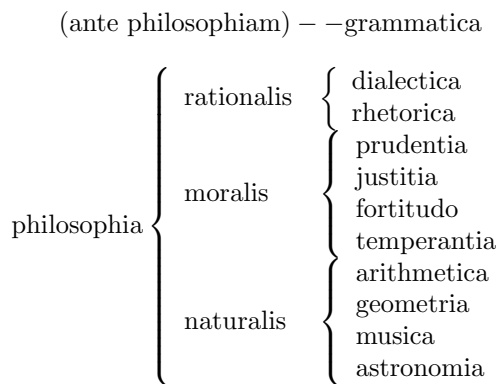 (ante philosophiam) – –grammatica
rationalis
dialectica
rhetorica
philosophia
moralis
prudentia
justitia
fortitudo
temperantia
naturalis
arithmetica
geometria
musica
astronomia